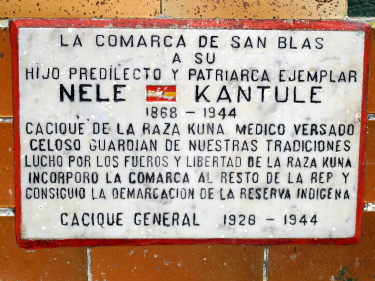 LA COMARCA DE SAN BLAS
A SU
HIJO PREDILECTO Y PATRIARCA EJEMPLAR
NELE KANTULE
1868 - 1944
CACIQUE DE LA RAZA KUNA, MEDICO VERSADO
CELOSO GUARDIAN DE NUESTRAS TRADICIONES
LUCHO POR LOS FUEROS Y LIBERTAD DE LA RAZA KUNA
INCORPORO LA COMARCA AL RESTO DE LA REP Y
CONSIGUIO LA DEMARCACION DE LA RESERVA INDIGENA
CACIQUE GENERAL 1928 - 1944